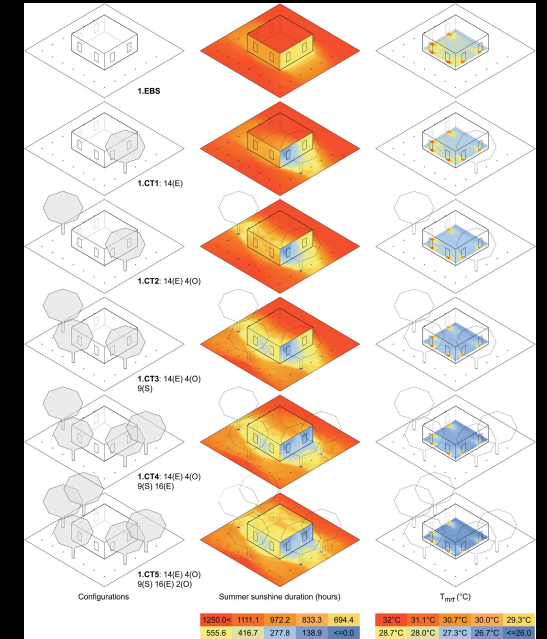 1.EBS
1.CT1: 14(E)
1.CT2: 14(E) 4(O)
1.CT3: 14(E) 4(O)
9(S)
1.CT4: 14(E) 4(O)
9(S) 16(E)
1.CT5: 14(E) 4(O)
9(S) 16(E) 2(O)
Configurations
Summer sunshine duration (hours)
Tmrt (°C)
1250.0< 1111.1 972.2 833.3 694.4
555.6 416.7 277.8 138.9 <=0.0
32°C 31.1°C 30.7°C 30.0°C 29.3°C
28.7°C 28.0°C 27.3°C 26.7°C <=26.0